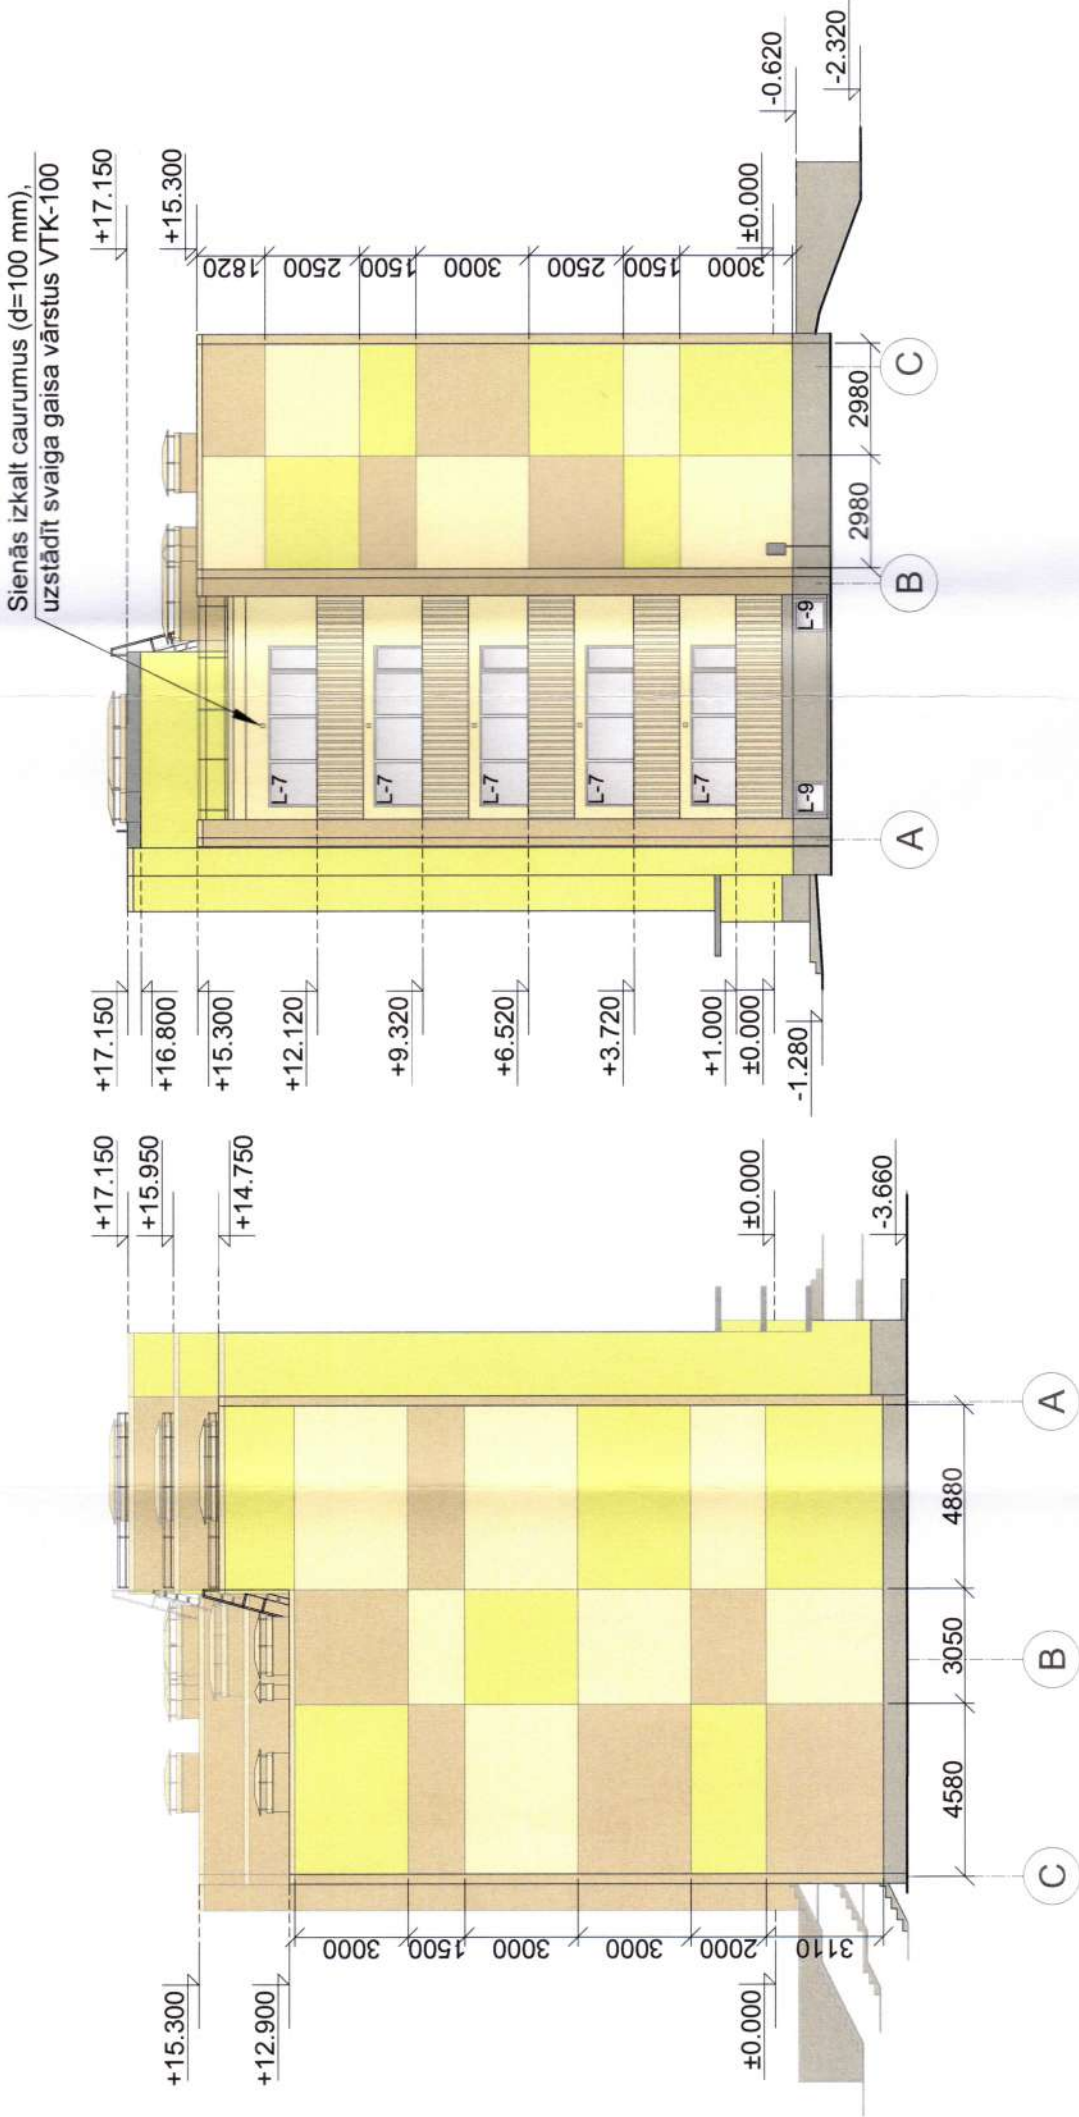 Sienās izkalt caurumus (d=100 mm),
uzstādīt svaiga gaisa vārstus VTK-100
+17.150
+15.300
±0.000
-0.620
-2.320
1820
2500
1500
3000
2500
1500
3000
2980
2980
L-7
L-7
L-7
L-7
L-7
L-9
L-9
A
B
C
+17.150
+16.800
+15.300
+12.120
+9.320
+6.520
+3.720
+1.000
±0.000
-1.280
+17.150
+15.950
+14.750
±0.000
-3.660
4580
3050
4880
C
B
A
3000
1500
3000
3000
2000
3110
+15.300
+12.900
±0.000